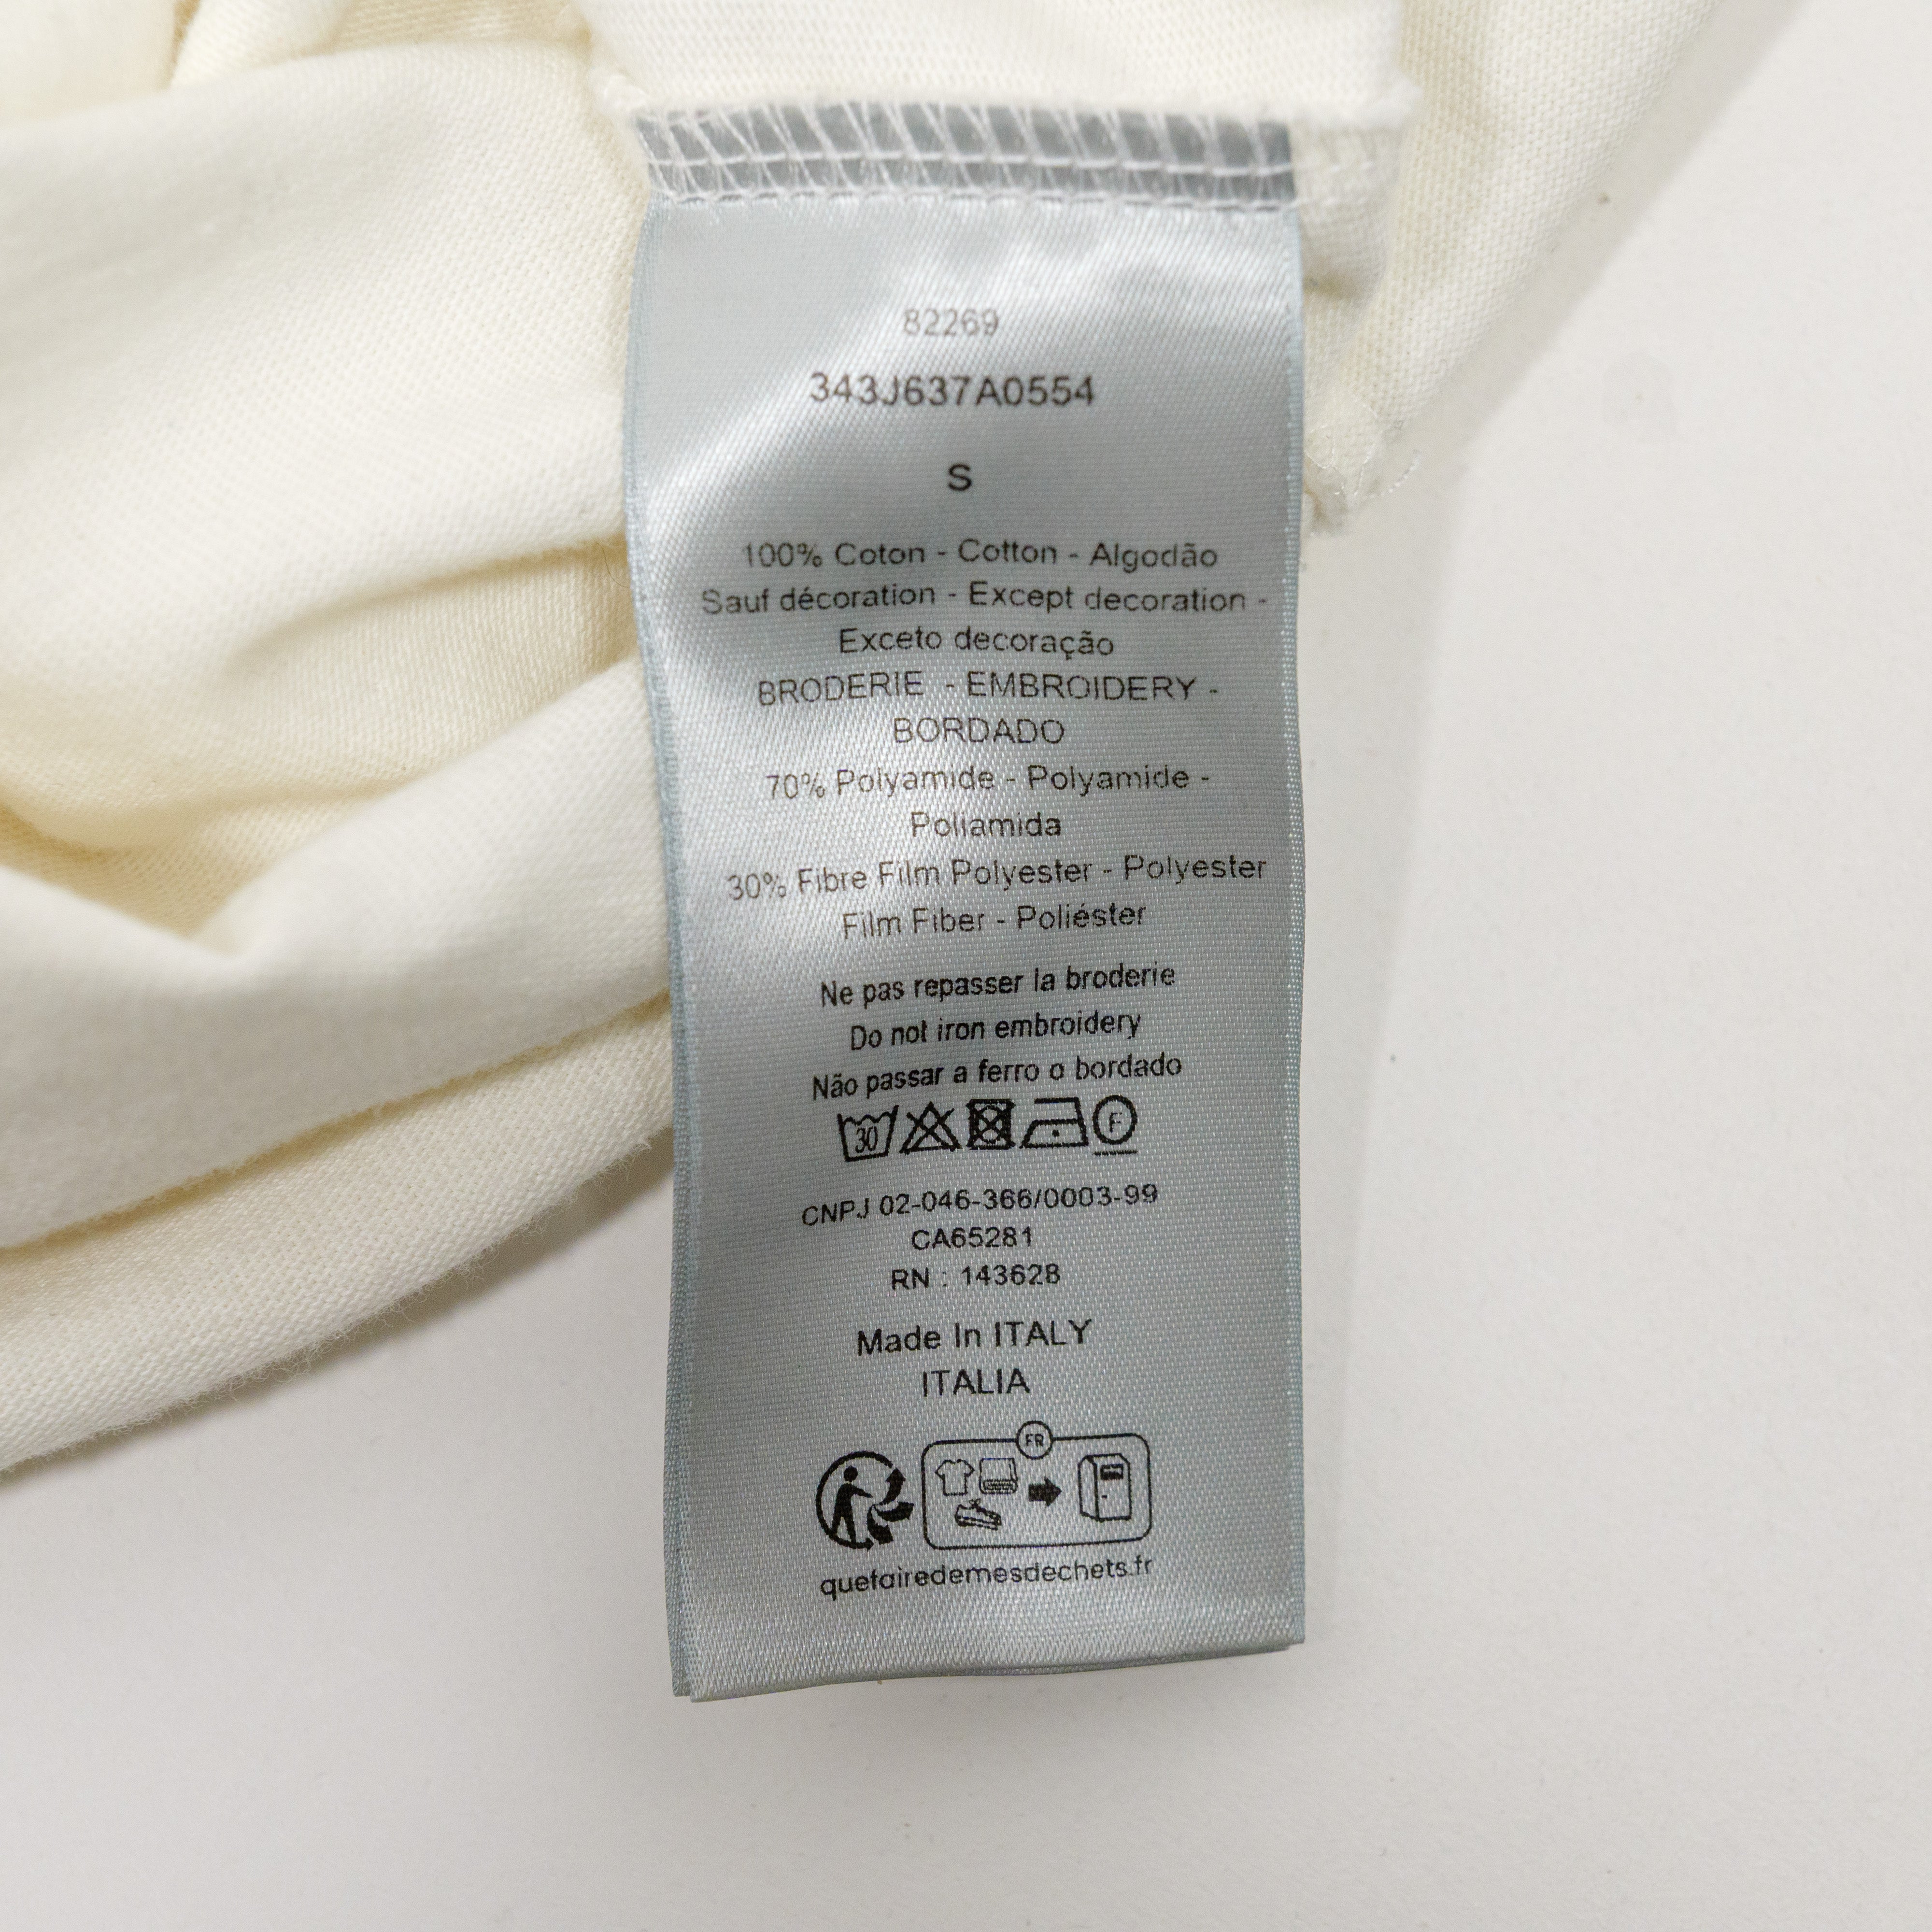 82269
343J637A0554
S
100% Coton - Cotton - Algodão
Sauf décoration - Except decoration -
Exceto decoração
BRODERIE - EMBROIDERY -
BORDADO
70% Polyamide - Polyamide -
Poliamida
30% Fibre Film Polyester - Polyester
Film Fiber - Poliéster
Ne pas repasser la broderie
Do not iron embroidery
Não passar a ferro o bordado
30 F
CNPJ 02-046-366/0003-99
CA65281
RN : 143628
Made In ITALY
ITALIA
FR
quefairedemesdechets.fr